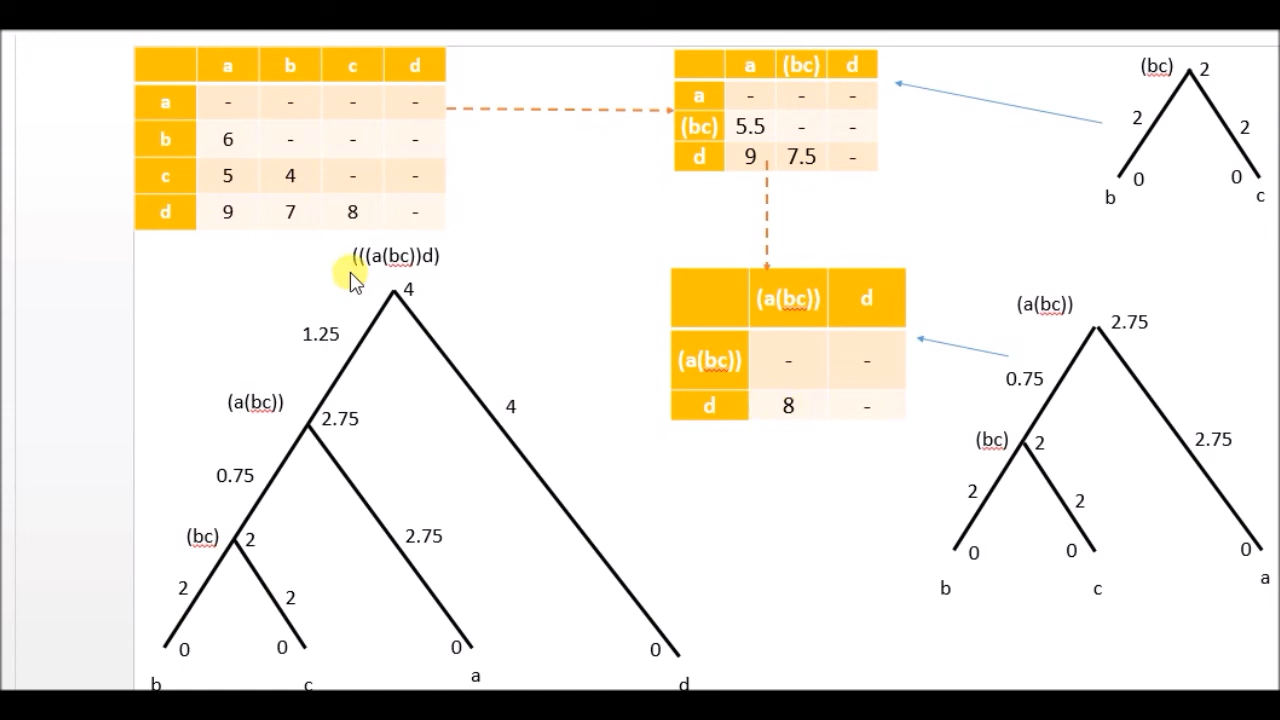 a b c d
a - - - -
b 6 - - -
c 5 4 - -
d 9 7 8 -
a (bc) d
a - - -
(bc) 5.5 - -
d 9 7.5 -
(bc) 2
2 2
0 0
b c
(((a(bc))d)
4
1.25
4
(a(bc))
2.75
0.75
2.75
(bc) 2
2 2
0 0 0 0
b c a d
(a(bc)) d
(a(bc)) - -
d 8 -
(a(bc))
2.75
0.75
2.75
(bc) 2
2 2
0 0 0
b c a